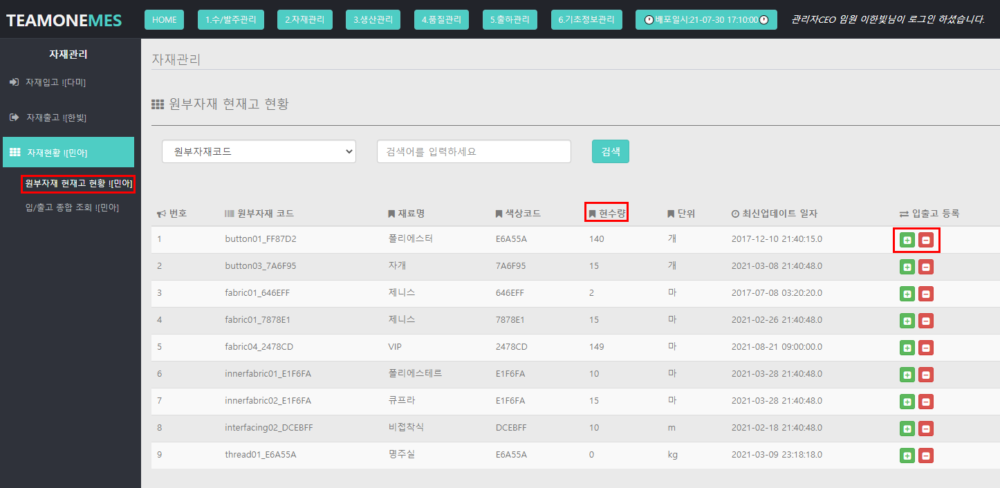 TEAMONEMES HOME 1.수/발주관리 2.자재관리 3.생산관리 4.품질관리 5.출하관리 6.기초정보관리 배포일시:21-07-30 17:10:00 관리자CEO 임원 이한빛님이 로그인 하셨습니다.
자재관리
자재입고 ![다미]
자재출고 ![한빛]
자재현황 ![민아]
원부자재 현재고 현황 ![민아]
입/출고 종합 조회 ![민아]
자재관리
원부자재 현재고 현황
원부자재코드 검색어를 입력하세요 검색
번호 원부자재 코드 재료명 색상코드 현수량 단위 최신업데이트 일자 입출고 등록
1 button01_FF87D2 폴리에스터 E6A55A 140 개 2017-12-10 21:40:15.0
2 button03_7A6F95 자개 7A6F95 15 개 2021-03-08 21:40:48.0
3 fabric01_646EFF 제니스 646EFF 2 마 2017-07-08 03:20:20.0
4 fabric01_7878E1 제니스 7878E1 15 마 2021-02-26 21:40:48.0
5 fabric04_2478CD VIP 2478CD 149 마 2021-08-21 09:00:00.0
6 innerfabric01_E1F6FA 폴리에스테르 E1F6FA 10 마 2021-03-28 21:40:48.0
7 innerfabric02_E1F6FA 큐프라 E1F6FA 15 마 2021-03-28 21:40:48.0
8 interfacing02_DCEBFF 비접착식 DCEBFF 10 m 2021-02-18 21:40:48.0
9 thread01_E6A55A 명주실 E6A55A 0 kg 2021-03-09 23:18:18.0